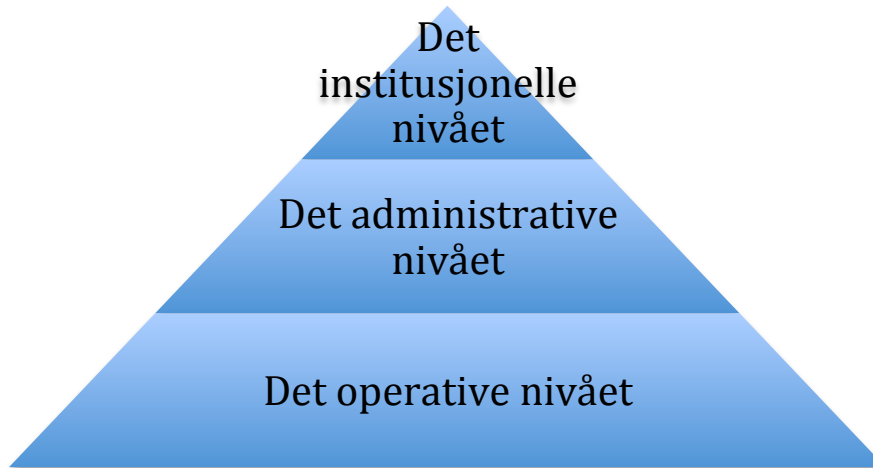 Det
institusjonelle
nivået
Det administrative
nivået
Det operative nivået